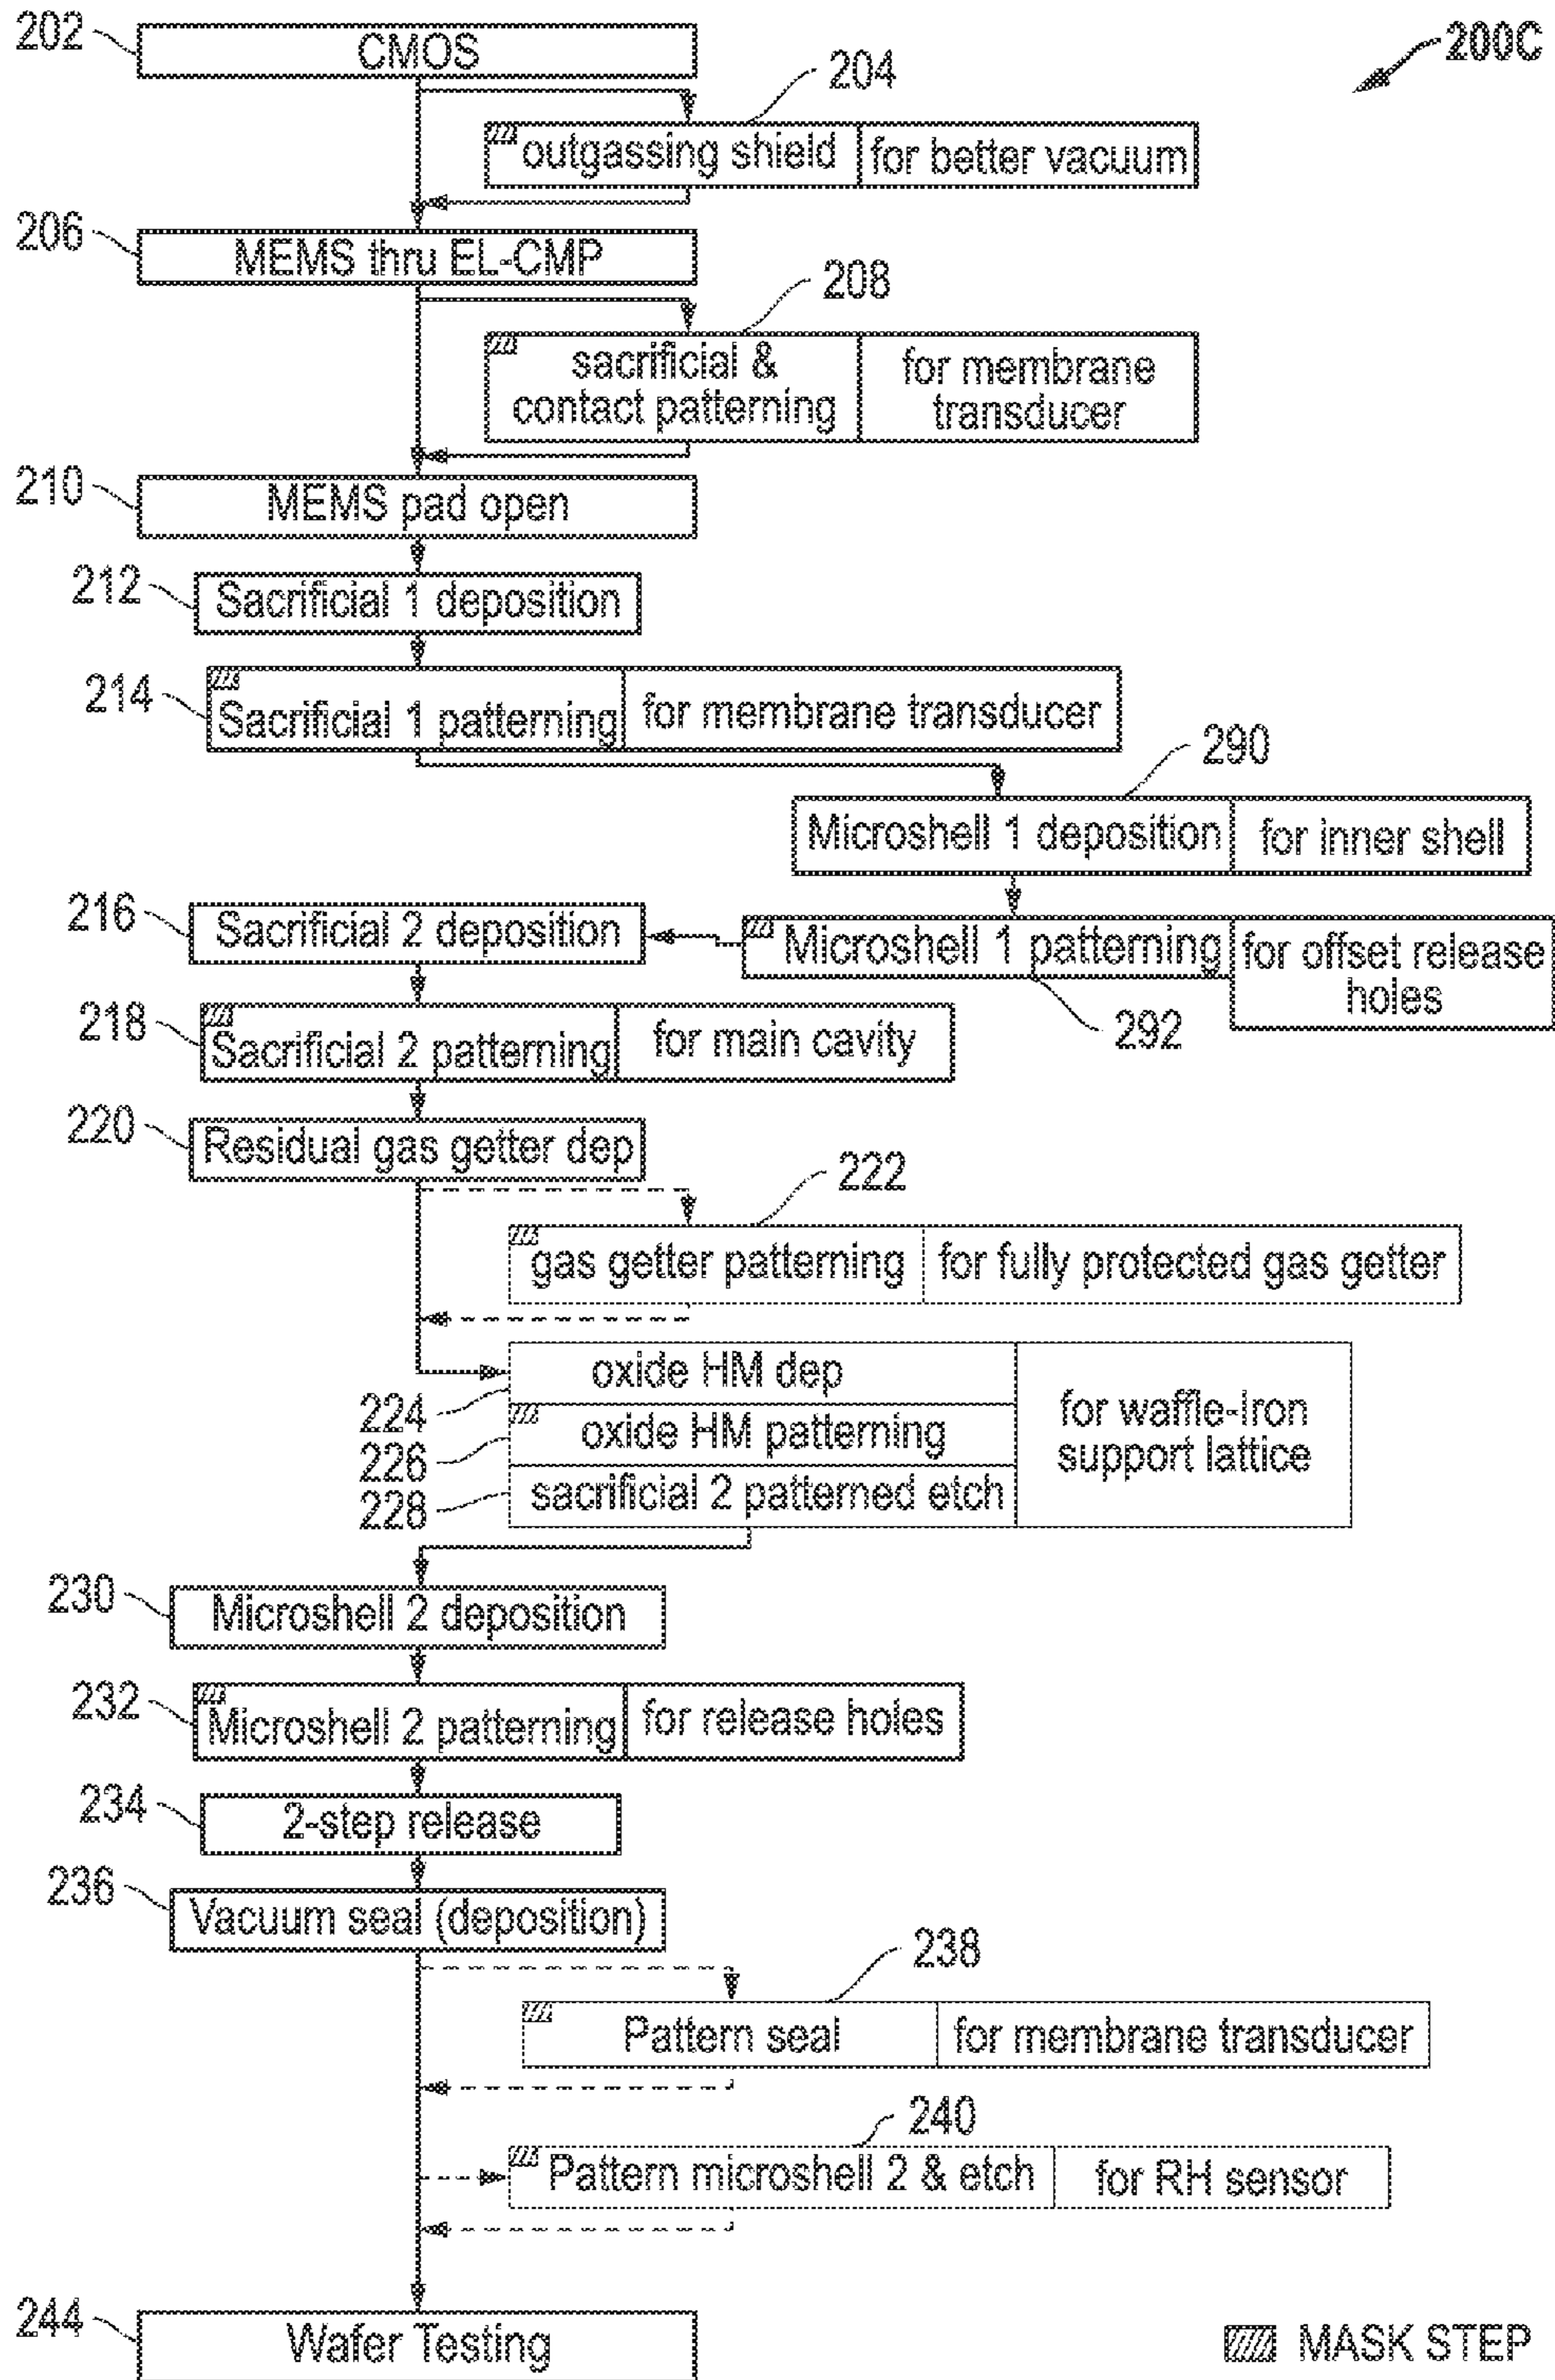 202
CMOS
200C
204
outgassing shield
for better vacuum
206
MEMS thru EL-CMP
208
sacrificial &
contact patterning
for membrane
transducer
210
MEMS pad open
212
Sacrificial 1 deposition
214
Sacrificial 1 patterning
for membrane transducer
290
Microshell 1 deposition
for inner shell
216
Sacrificial 2 deposition
Microshell 1 patterning
for offset release
holes
292
218
Sacrificial 2 patterning
for main cavity
220
Residual gas getter dep
222
gas getter patterning
for fully protected gas getter
224
oxide HM dep
226
oxide HM patterning
228
sacrificial 2 patterned etch
for waffle-iron
support lattice
230
Microshell 2 deposition
232
Microshell 2 patterning
for release holes
234
2-step release
236
Vacuum seal (deposition)
238
Pattern seal
for membrane transducer
240
Pattern microshell 2 & etch
for RH sensor
244
Wafer Testing
MASK STEP